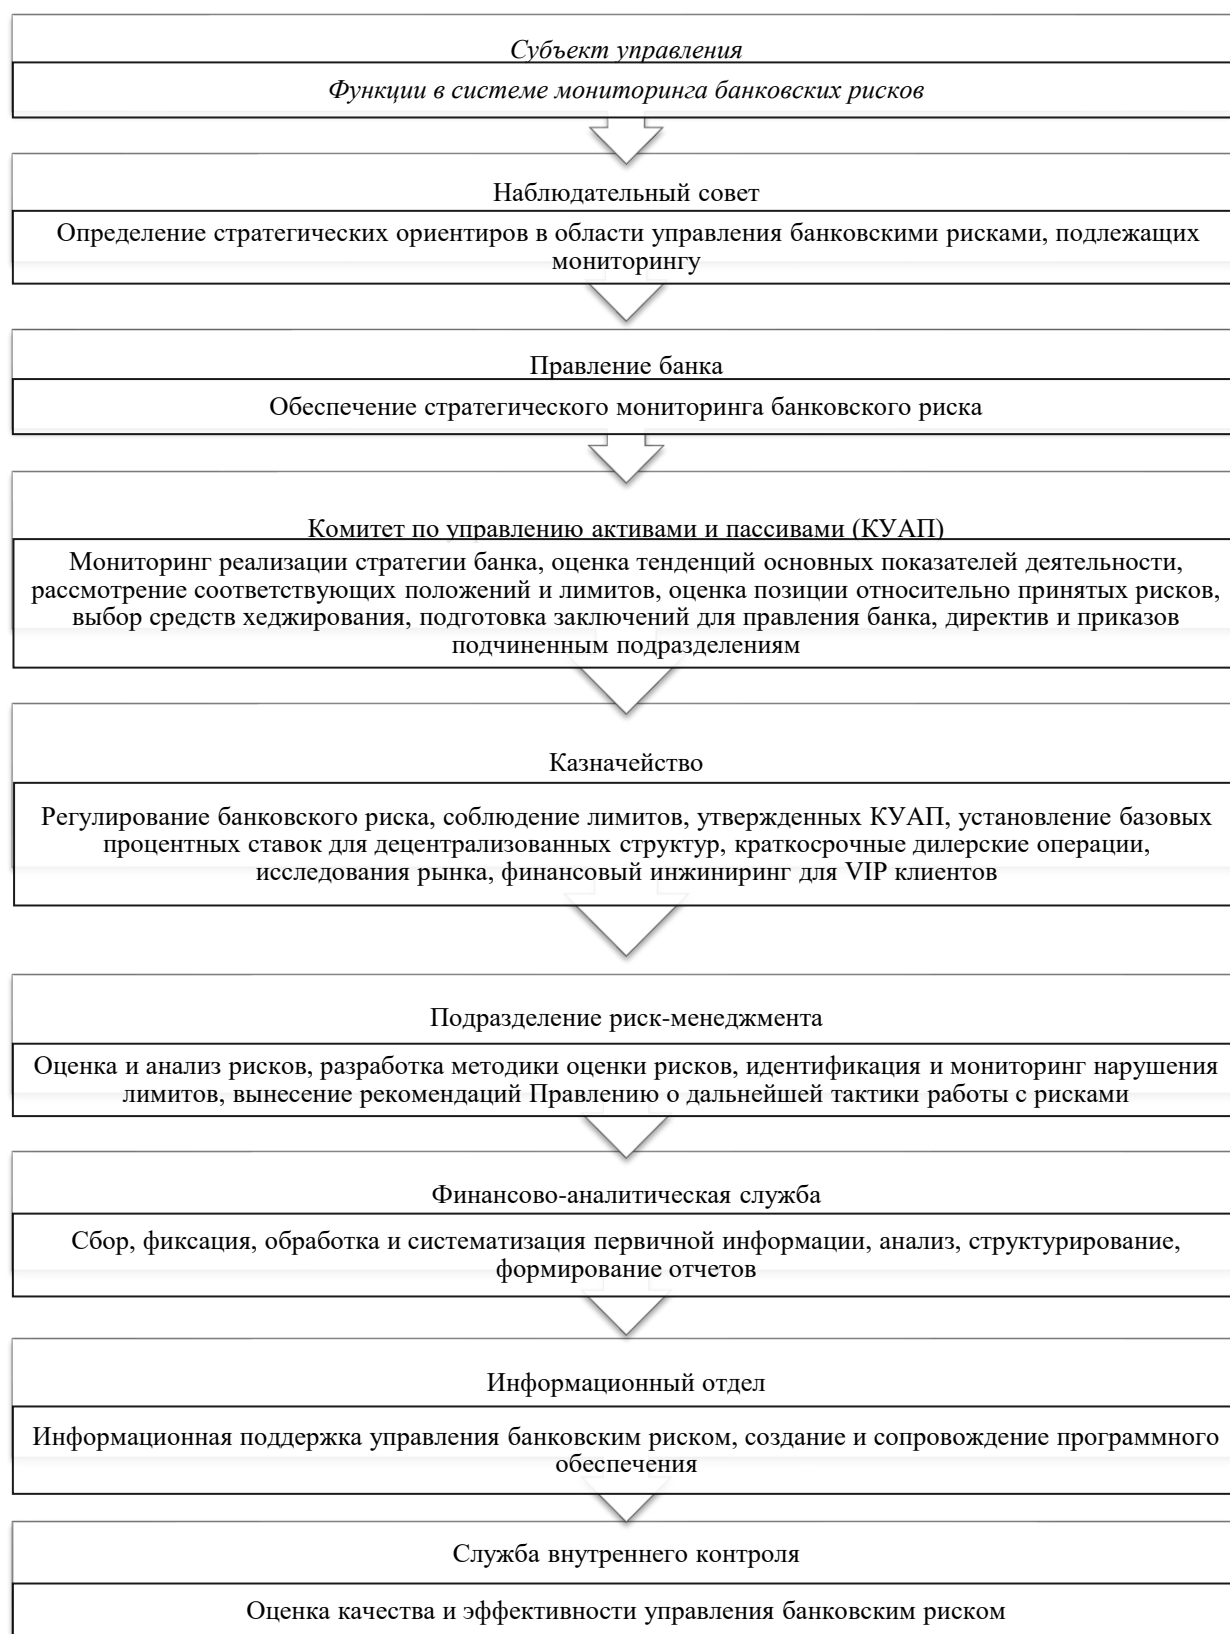 Субъект управления
Функции в системе мониторинга банковских рисков
Наблюдательный совет
Определение стратегических ориентиров в области управления банковскими рисками, подлежащих
мониторингу
Правление банка
Обеспечение стратегического мониторинга банковского риска
Комитет по управлению активами и пассивами (КУАП)
Мониторинг реализации стратегии банка, оценка тенденций основных показателей деятельности,
рассмотрение соответствующих положений и лимитов, оценка позиции относительно принятых рисков,
выбор средств хеджирования, подготовка заключений для правления банка, директив и приказов
подчиненным подразделениям
Казначейство
Регулирование банковского риска, соблюдение лимитов, утвержденных КУАП, установление базовых
процентных ставок для децентрализованных структур, краткосрочные дилерские операции,
исследования рынка, финансовый инжиниринг для VIP клиентов
Подразделение риск-менеджмента
Оценка и анализ рисков, разработка методики оценки рисков, идентификация и мониторинг нарушения
лимитов, вынесение рекомендаций Правлению о дальнейшей тактики работы с рисками
Финансово-аналитическая служба
Сбор, фиксация, обработка и систематизация первичной информации, анализ, структурирование,
формирование отчетов
Информационный отдел
Информационная поддержка управления банковским риском, создание и сопровождение программного
обеспечения
Служба внутреннего контроля
Оценка качества и эффективности управления банковским риском